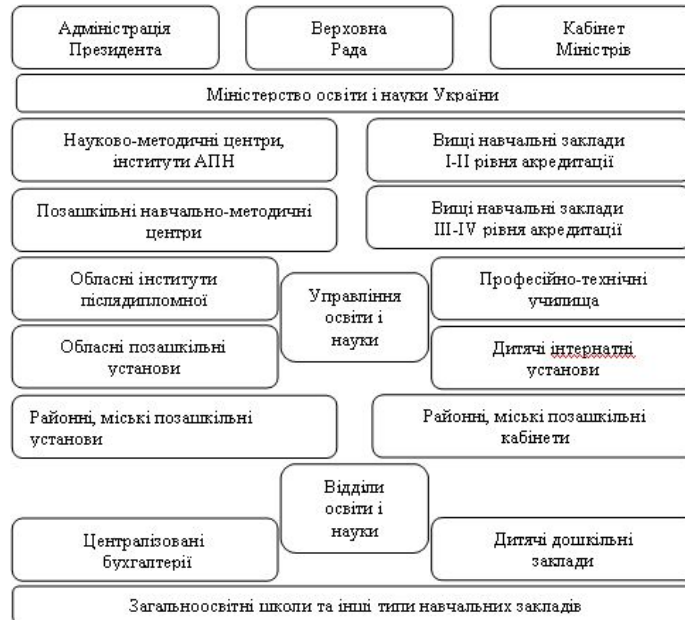 Адміністрація
Президента
Верховна
Рада
Кабінет
Міністрів
Міністерство освіти і науки України
Науково-методичні центри,
інститути АПН
Вищі навчальні заклади
І-ІІ рівня акредитації
Позашкільні навчально-методичні
центри
Вищі навчальні заклади
ІІІ-IV рівня акредитації
Обласні інститути
післядипломної
Управління
освіти і
науки
Професійно-технічні
училища
Обласні позашкільні
установи
Дитячі інтернатні
установи
Районні, міські позашкільні
установи
Районні, міські позашкільні
кабінети
Відділи
освіти і
науки
Централізовані
бухгалтерії
Дитячі дошкільні
заклади
Загальноосвітні школи та інші типи навчальних закладів